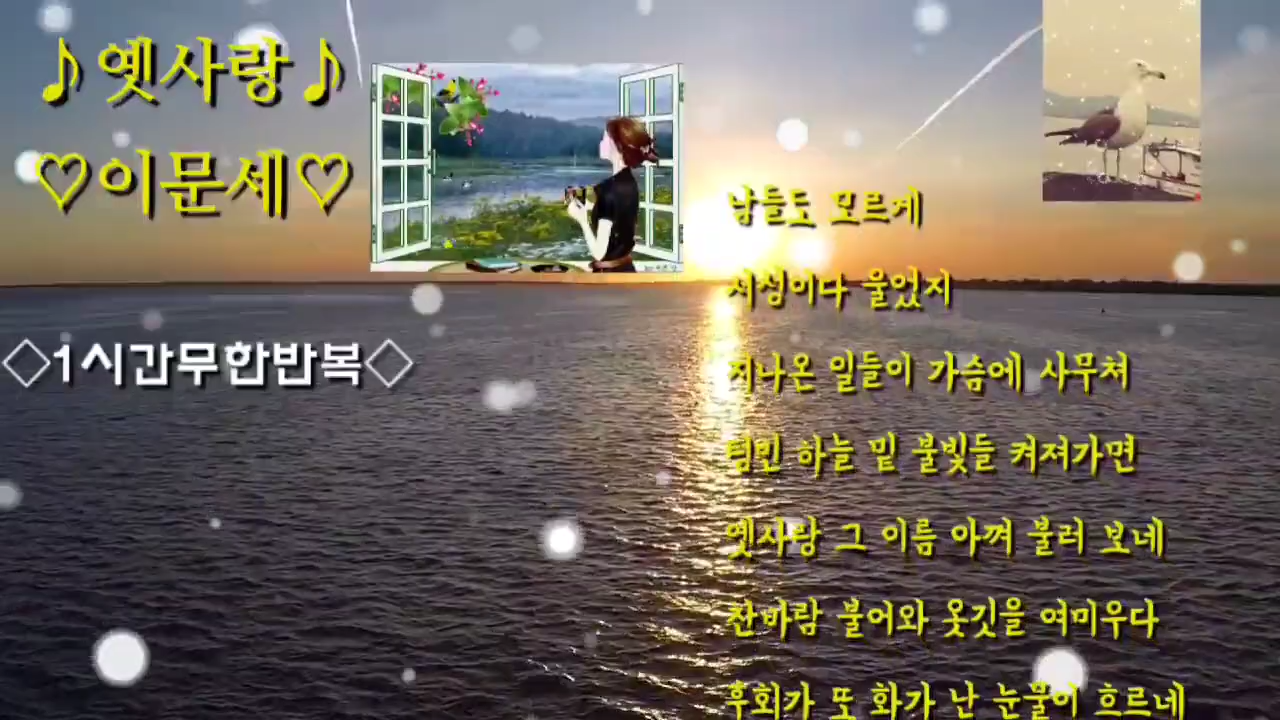 ♪옛사랑♪
♡이문세♡
◇1시간무한반복◇
남들도 모르게
서성이다 울었지
지나온 일들이 가슴에 사무쳐
텅빈 하늘 밑 불빛들 켜져가면
옛사랑 그 이름 아껴 불러 보네
찬바람 불어와 옷깃을 여미우다
후회가 또 화가 난 눈물이 흐르네